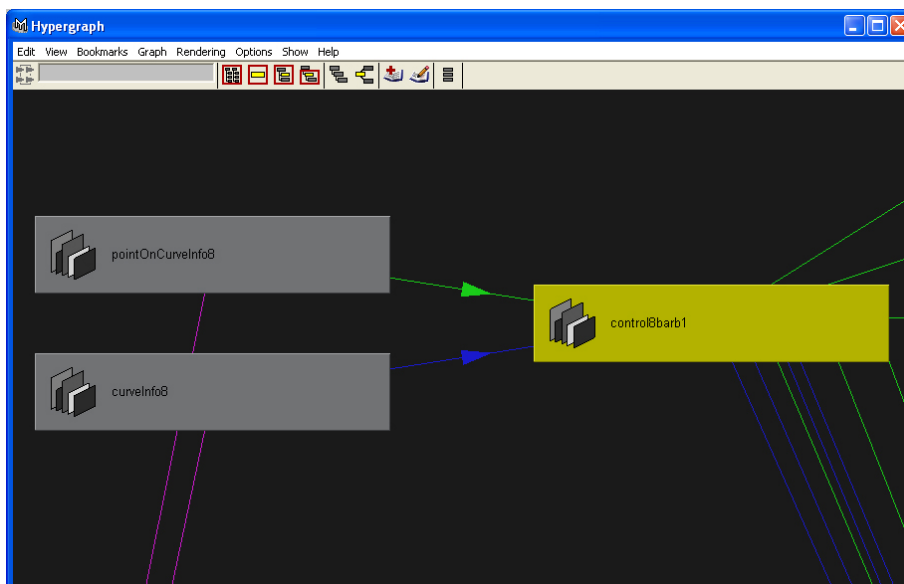 Hypergraph
Edit View Bookmarks Graph Rendering Options Show Help
pointOnCurveInfo8
control8barb1
curveInfo8